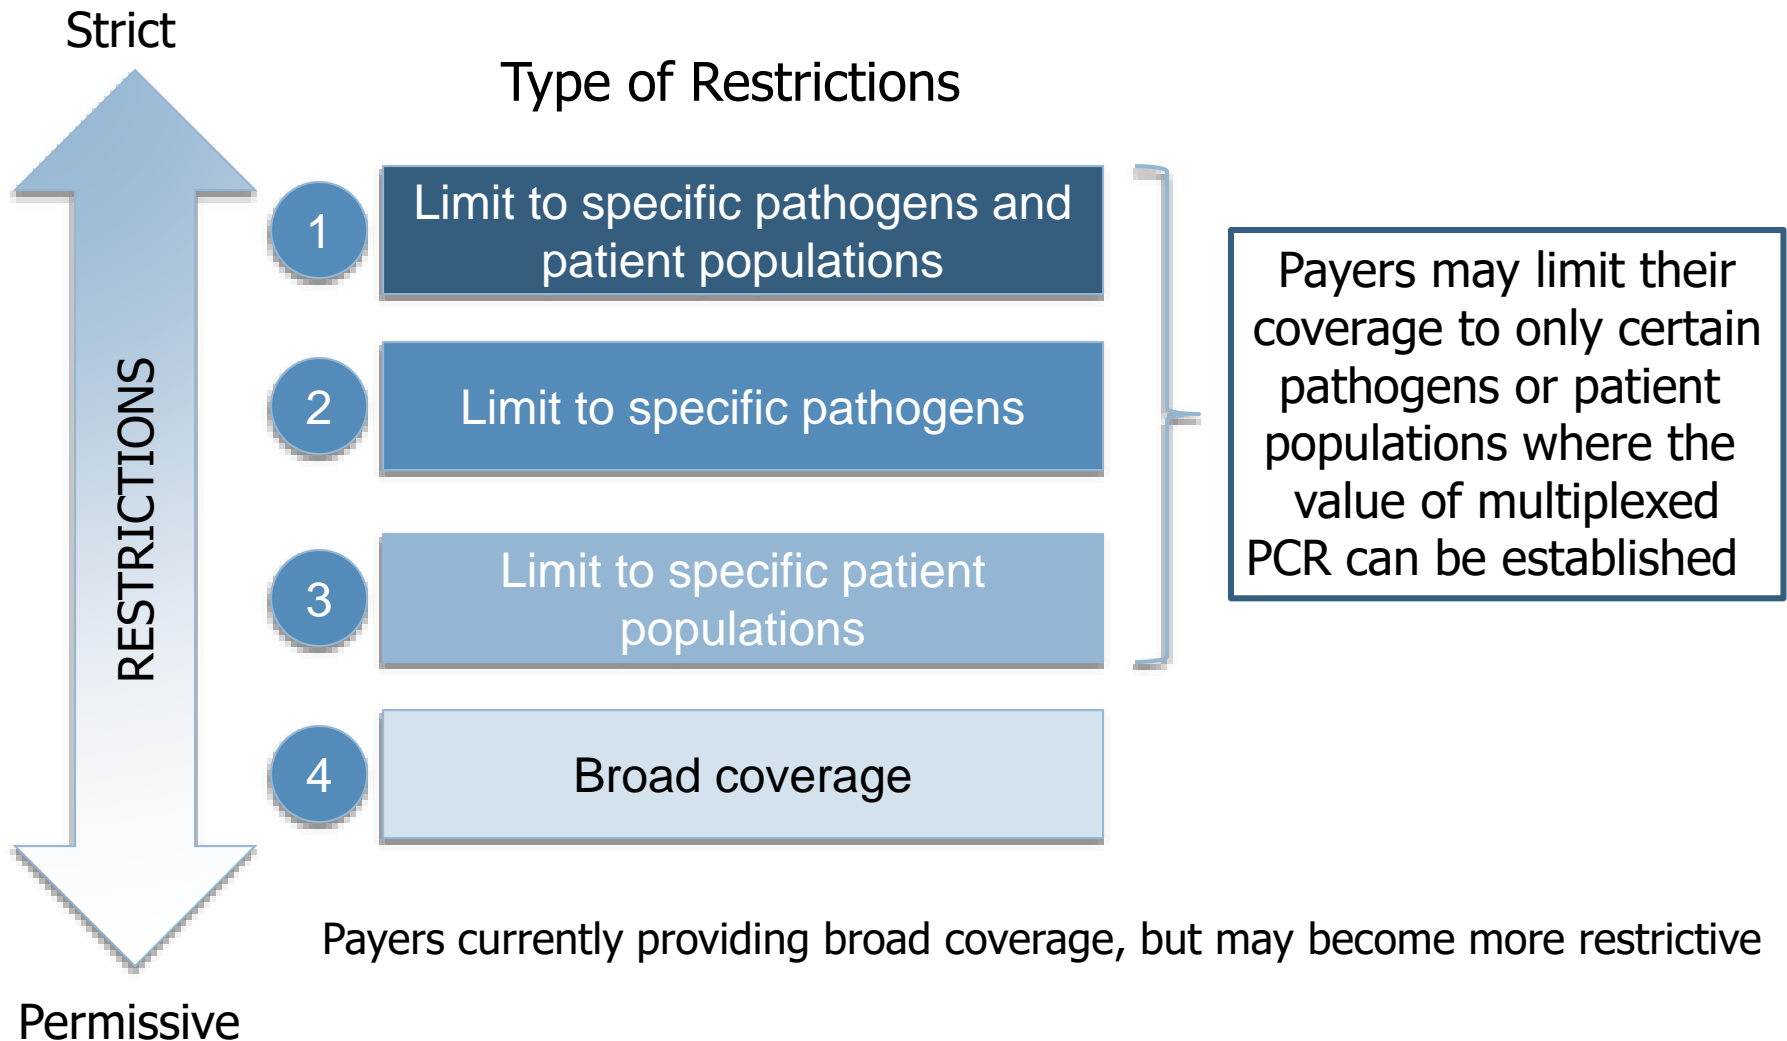 Strict
Type of Restrictions
RESTRICTIONS
1
Limit to specific pathogens and
patient populations
2
Limit to specific pathogens
3
Limit to specific patient
populations
4
Broad coverage
Payers may limit their
coverage to only certain
pathogens or patient
populations where the
value of multiplexed
PCR can be established
Payers currently providing broad coverage, but may become more restrictive
Permissive